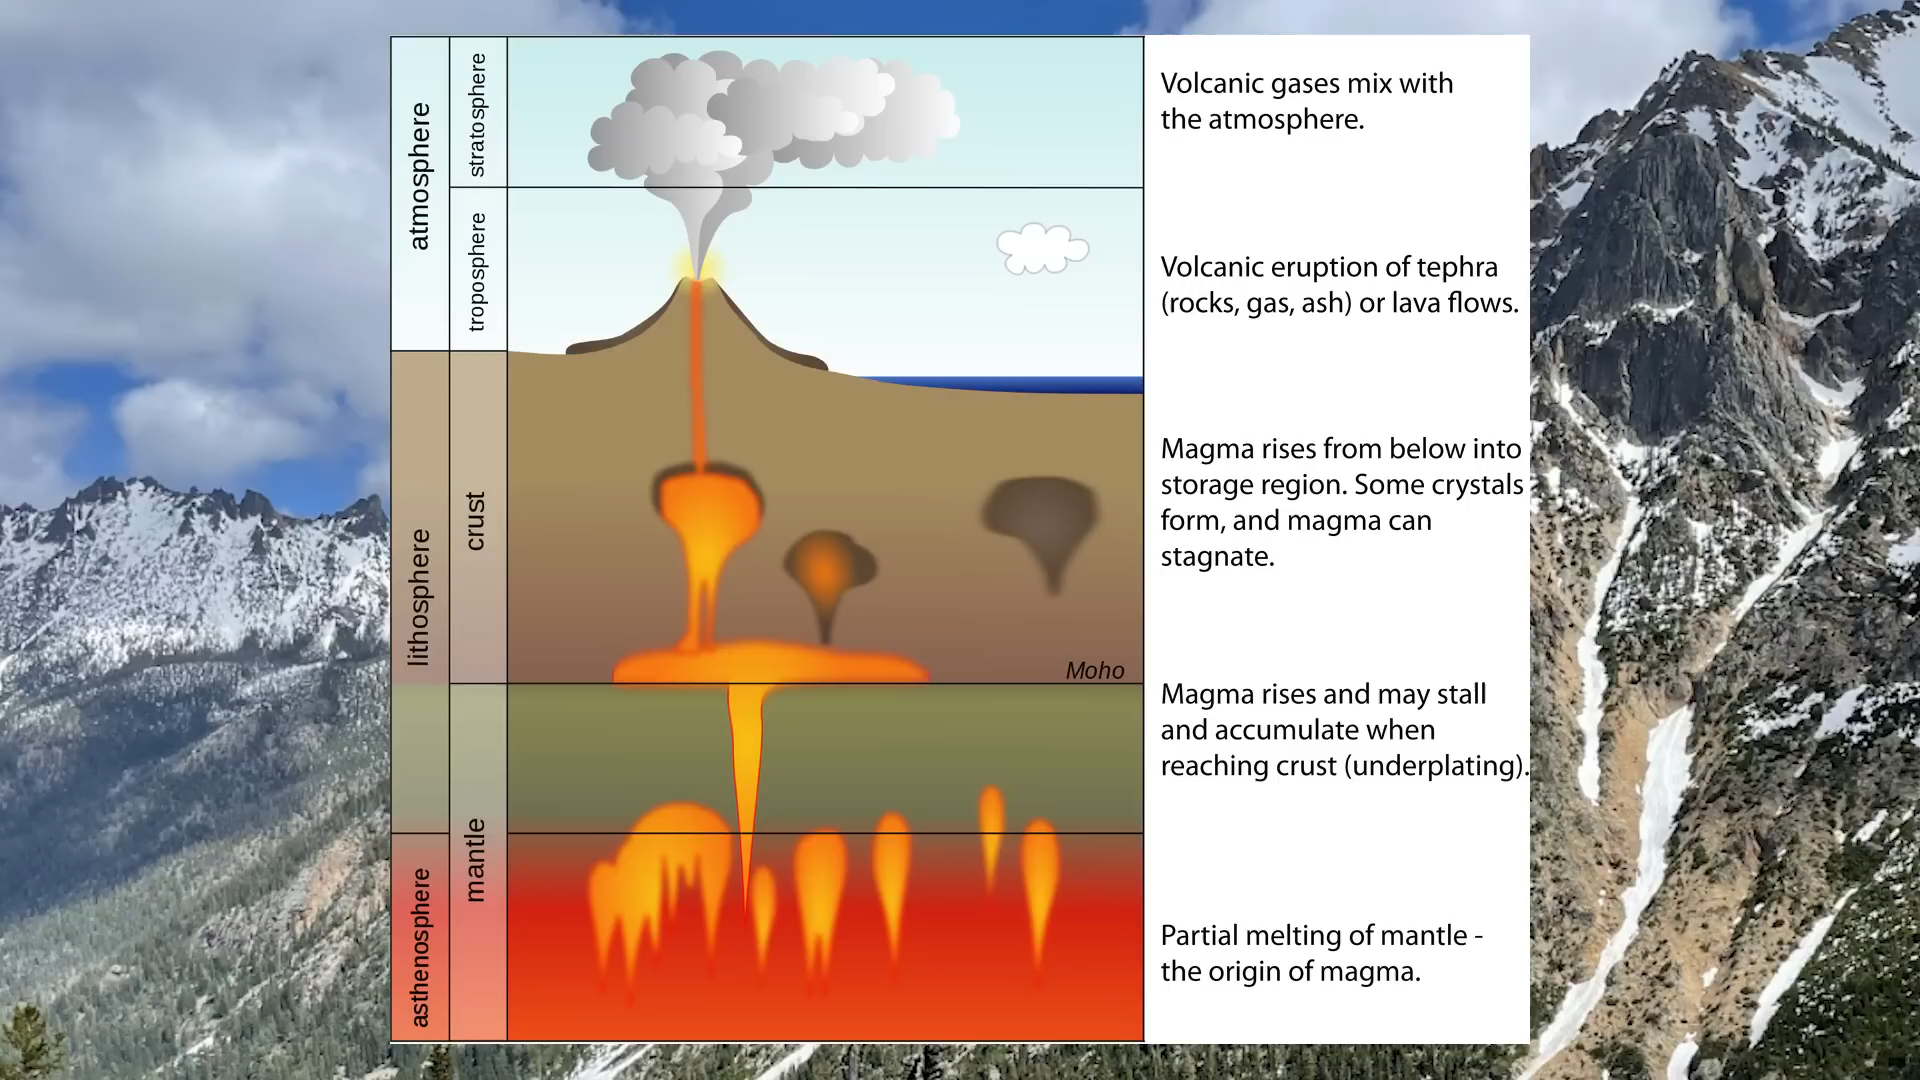 atmosphere
stratosphere
troposphere
lithosphere
crust
asthenosphere
mantle
Moho
Volcanic gases mix with
the atmosphere.
Volcanic eruption of tephra
(rocks, gas, ash) or lava flows.
Magma rises from below into
storage region. Some crystals
form, and magma can
stagnate.
Magma rises and may stall
and accumulate when
reaching crust (underplating).
Partial melting of mantle -
the origin of magma.